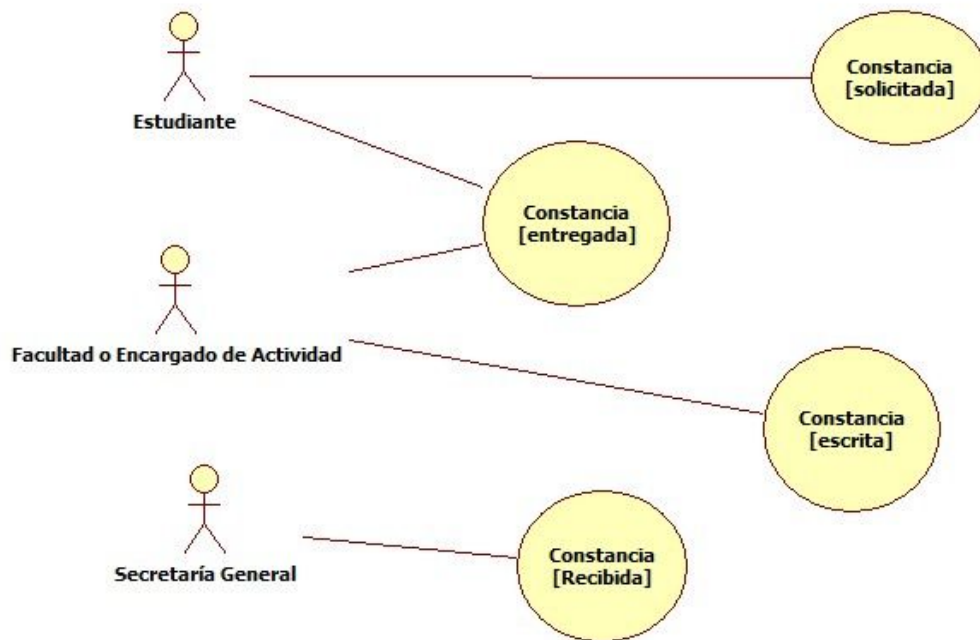 Constancia
[solicitada]
Estudiante
Constancia
[entregada]
Facultad o Encargado de Actividad
Constancia
[escrita]
Constancia
[Recibida]
Secretaría General